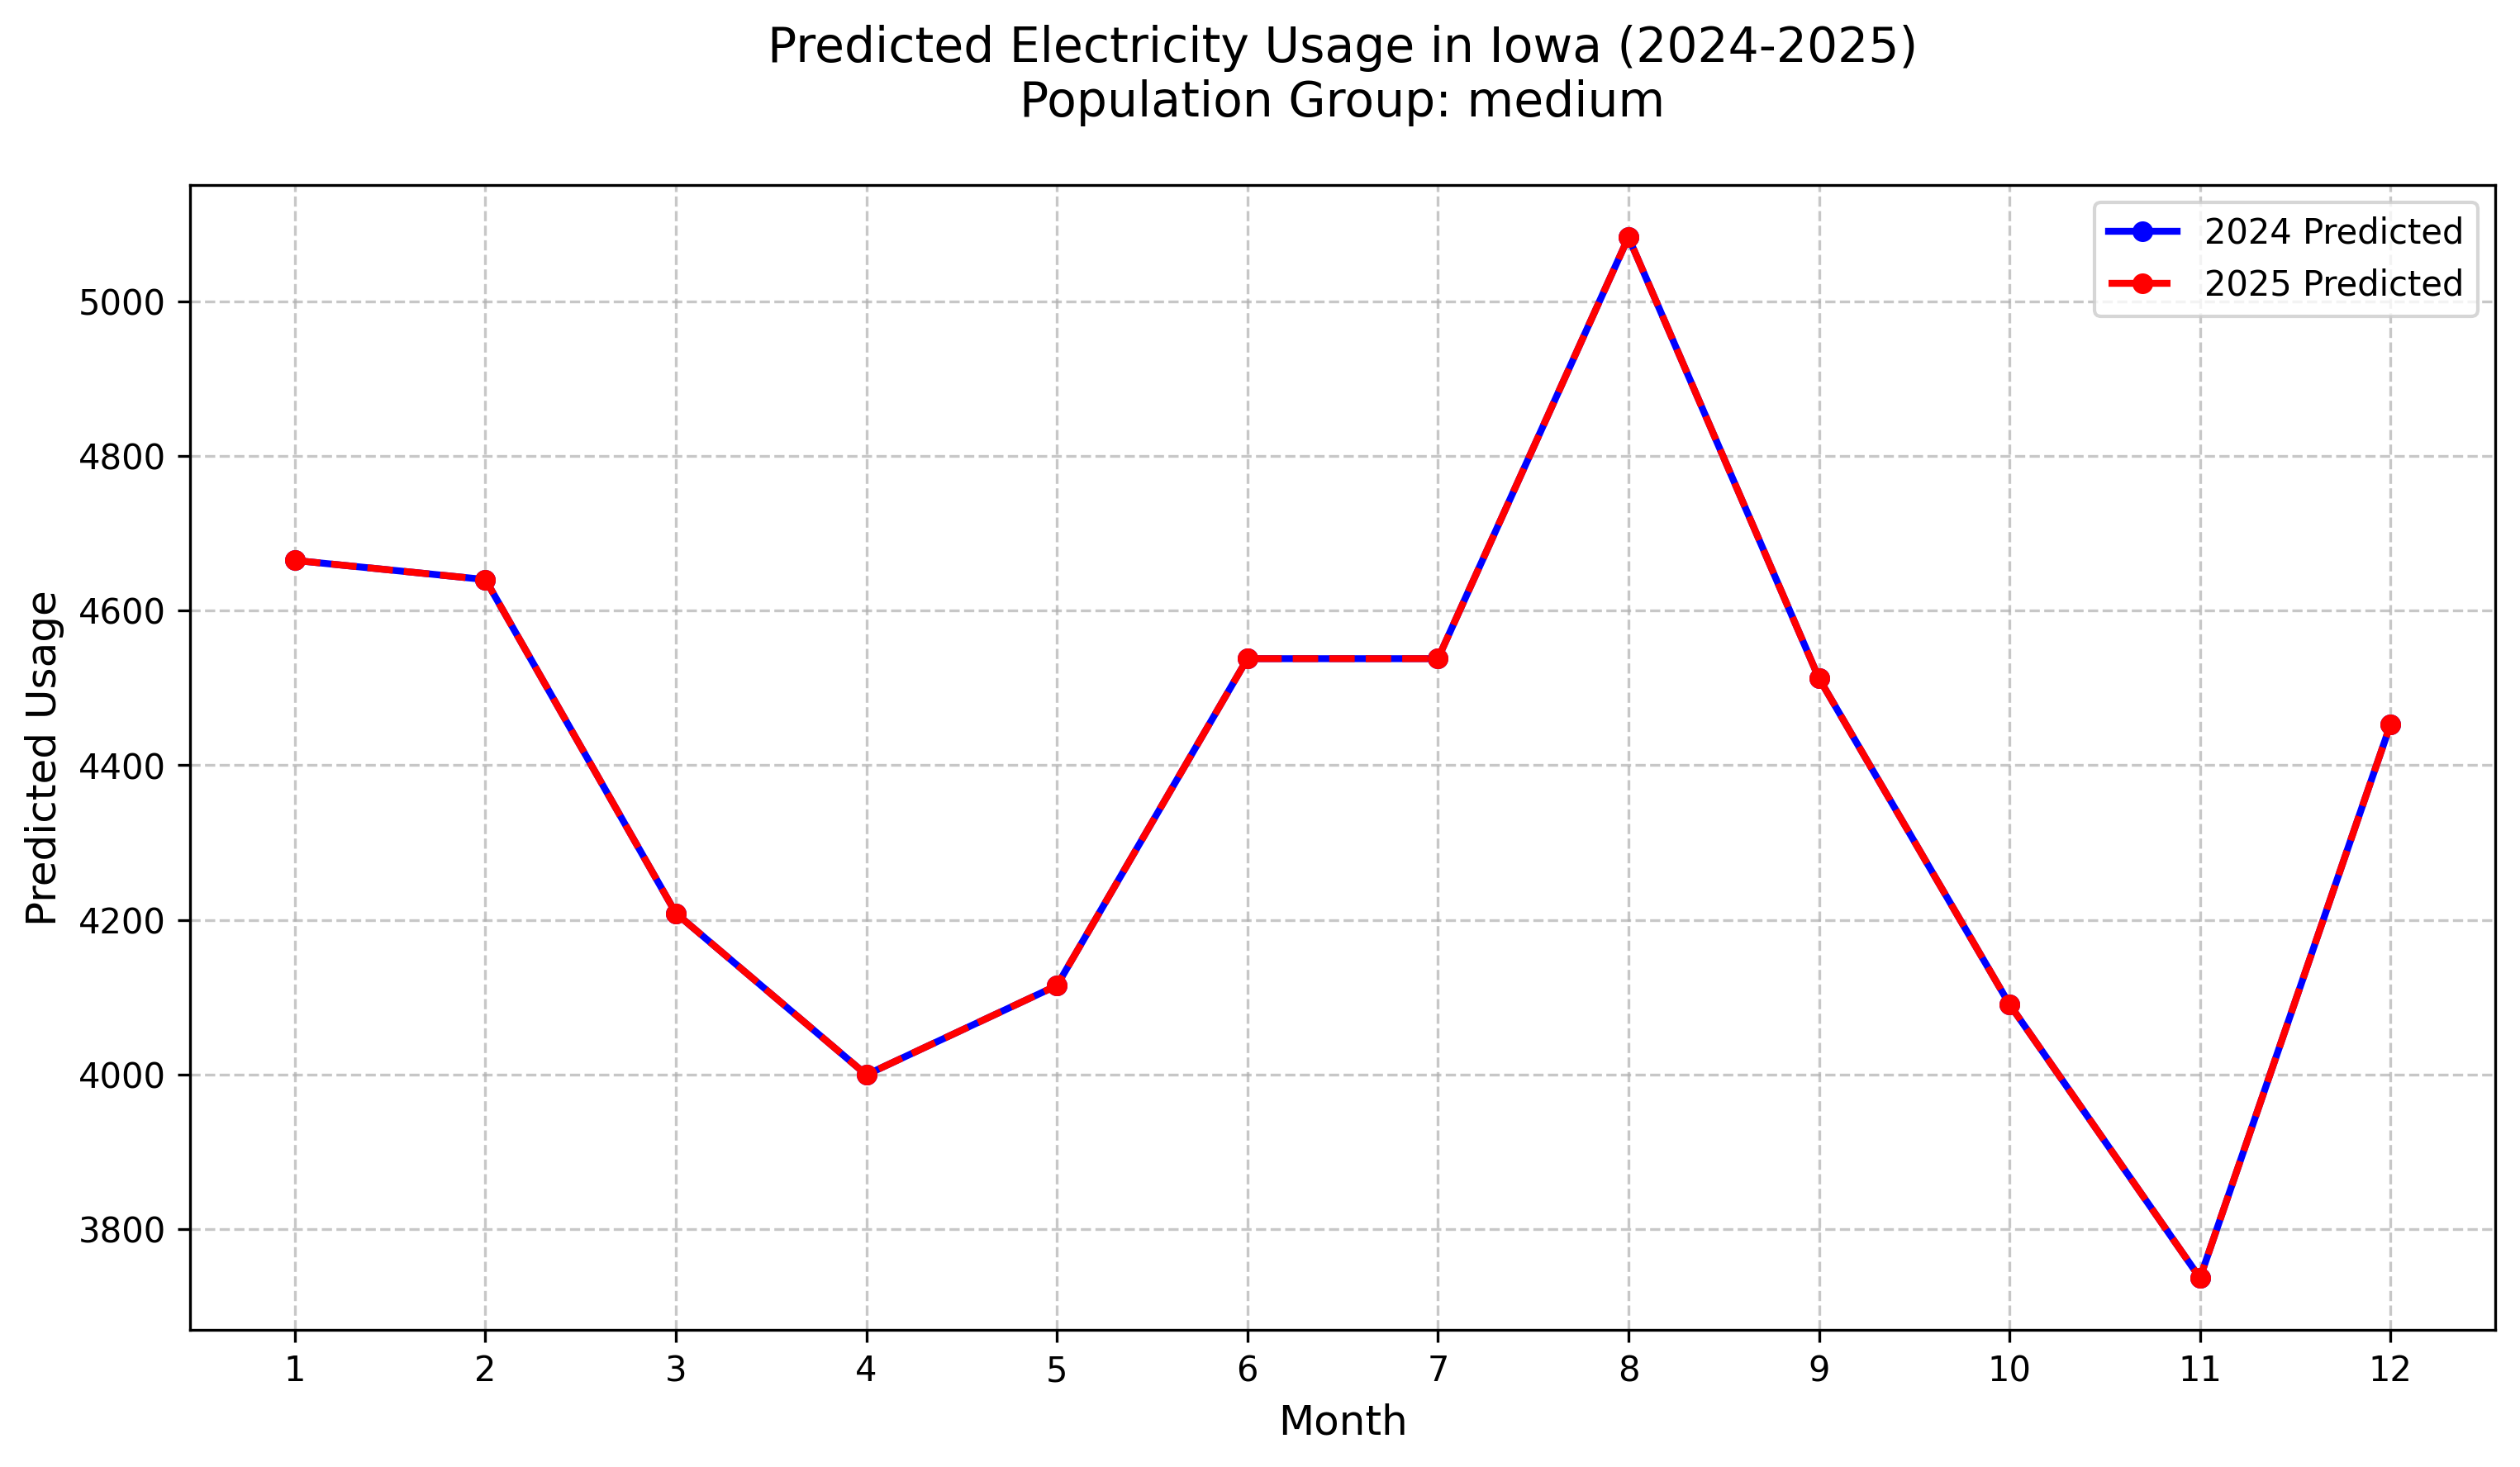 Predicted Electricity Usage in Iowa (2024-2025)
Population Group: medium
2024 Predicted
2025 Predicted
Predicted Usage
5000
4800
4600
4400
4200
4000
3800
1 2 3 4 5 6 7 8 9 10 11 12
Month